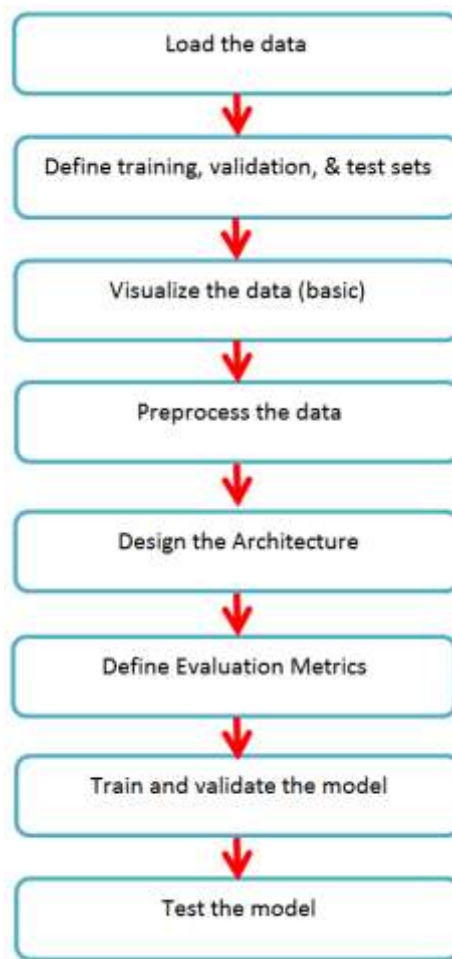 Load the data
Define training, validation, & test sets
Visualize the data (basic)
Preprocess the data
Design the Architecture
Define Evaluation Metrics
Train and validate the model
Test the model